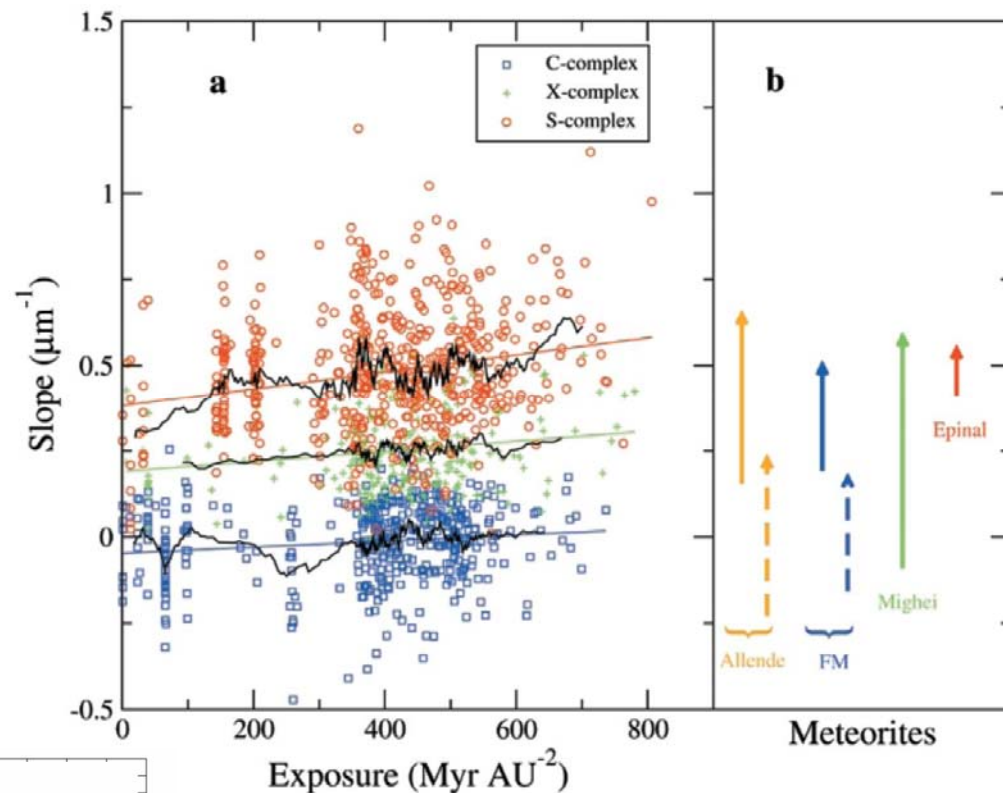 1.5
1
0.5
0
-0.5
Slope (μm⁻¹)
a
C-complex
X-complex
S-complex
0
200
400
600
800
Exposure (Myr AU⁻²)
b
Epinal
Mighei
Allende
FM
Meteorites